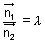 n₁⃗ / n₂⃗ = λ